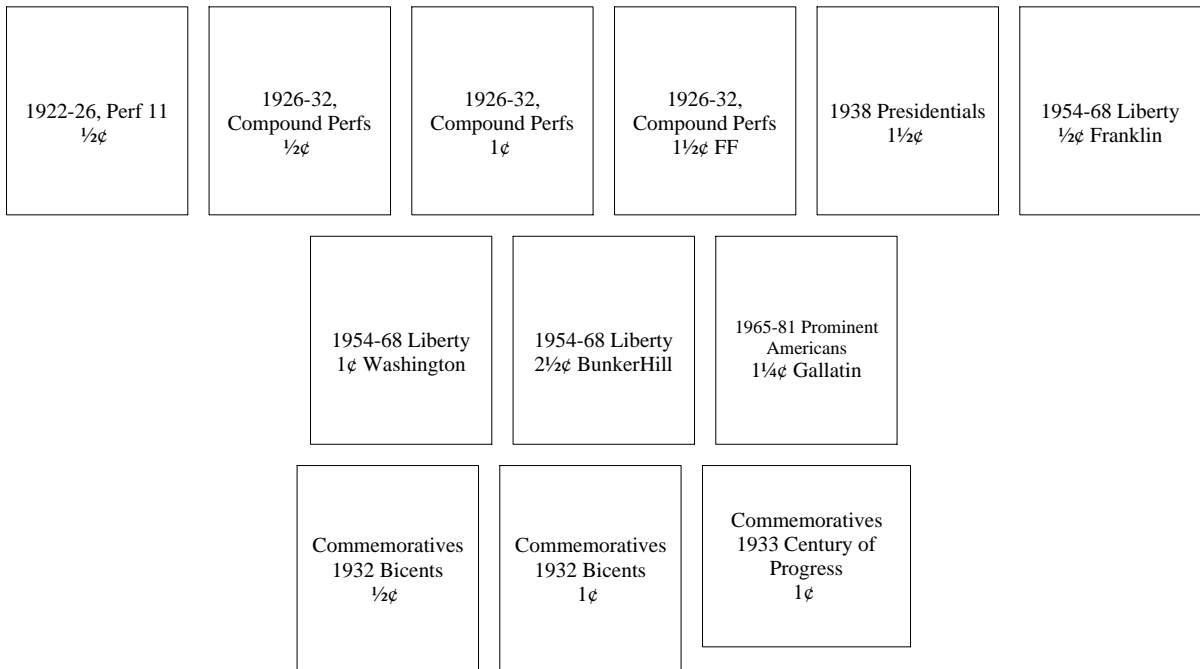 1922-26, Perf 11
½¢
1926-32,
Compound Perfs
½¢
1926-32,
Compound Perfs
1¢
1926-32,
Compound Perfs
1½¢ FF
1938 Presidentials
1½¢
1954-68 Liberty
½¢ Franklin
1954-68 Liberty
1¢ Washington
1954-68 Liberty
2½¢ BunkerHill
1965-81 Prominent
Americans
1¼¢ Gallatin
Commemoratives
1932 Bicents
½¢
Commemoratives
1932 Bicents
1¢
Commemoratives
1933 Century of
Progress
1¢